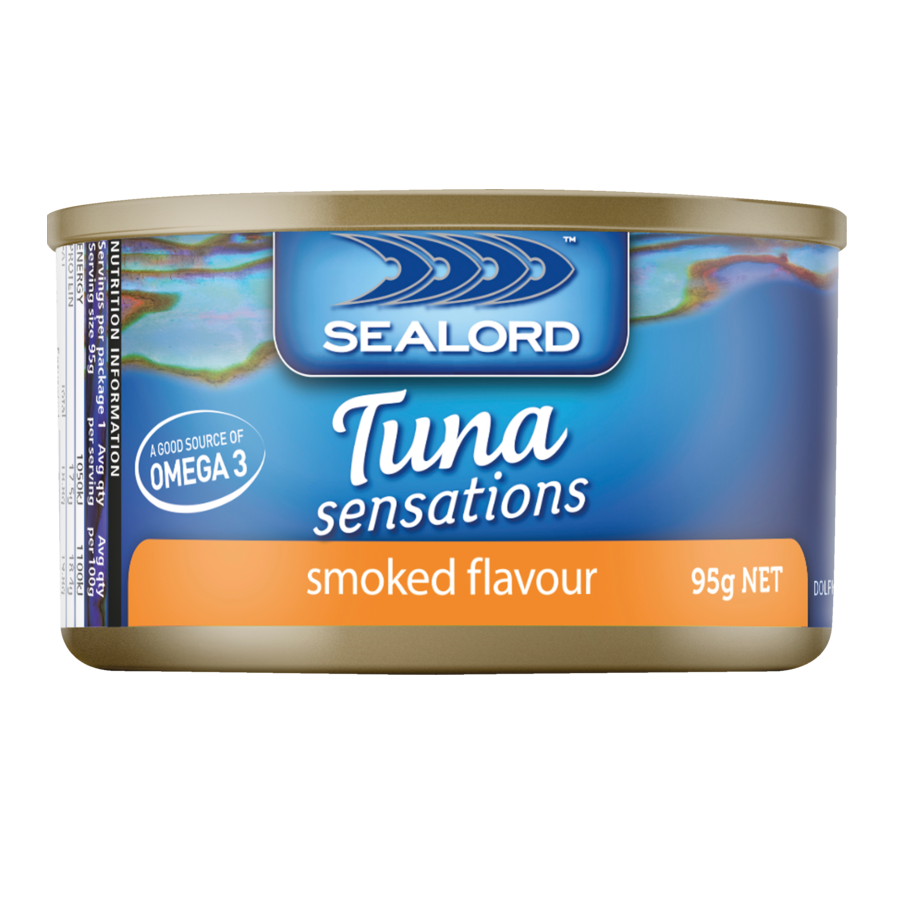 ™
SEALORD
Tuna
sensations
A GOOD SOURCE OF
OMEGA 3
smoked flavour
95g NET
NUTRITION INFORMATION
Servings per package 1 Avg qty Avg qty
Serving size 95g per serving per 100g
ENERGY 1050kJ 1100kJ